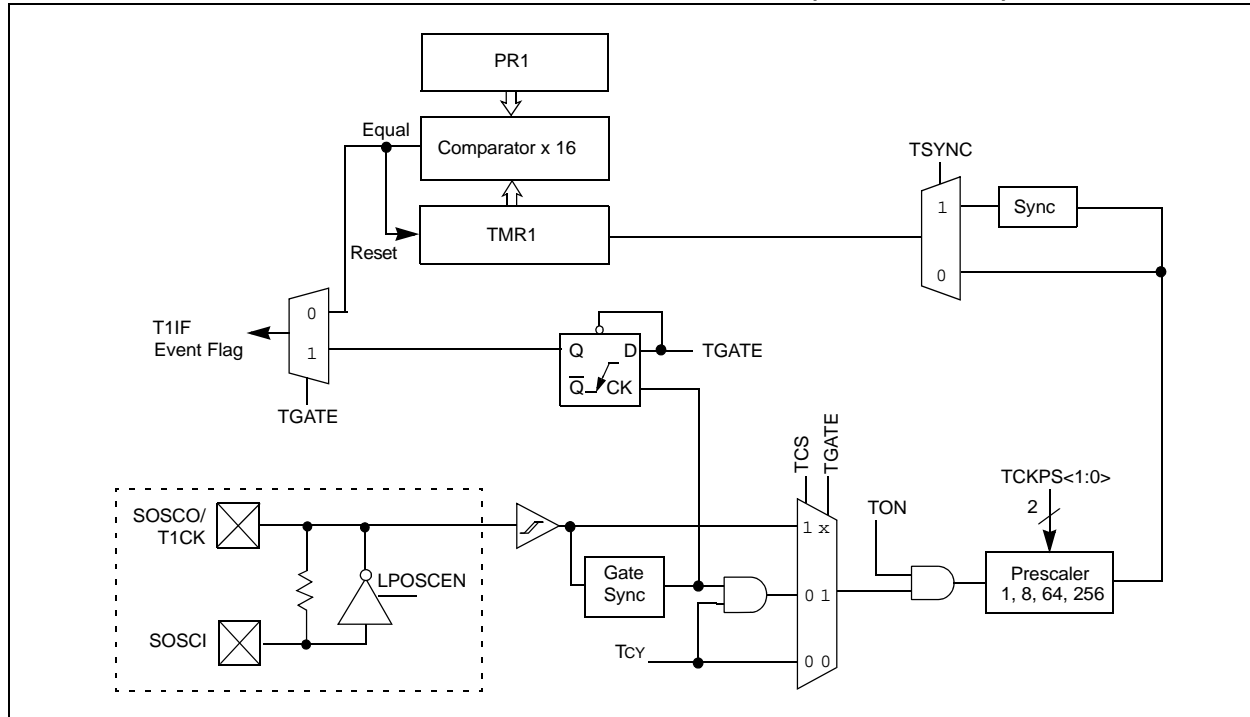 PR1
Equal
Comparator x 16
TSYNC
1
Sync
TMR1
Reset
0
0
T1IF
Event Flag
1
Q
D
TGATE
Q̅
CK
TGATE
TCS
TGATE
TCKPS<1:0>
2
SOSCO/
T1CK
TON
1 x
LPOSCEN
Gate
Sync
Prescaler
1, 8, 64, 256
0 1
SOSCI
TCY
0 0